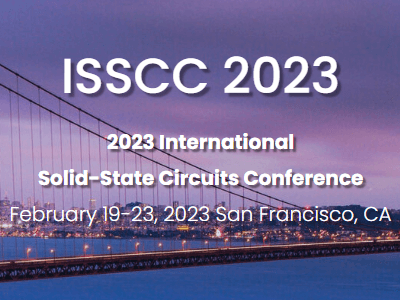 ISSCC 2023
2023 International
Solid-State Circuits Conference
February 19-23, 2023 San Francisco, CA